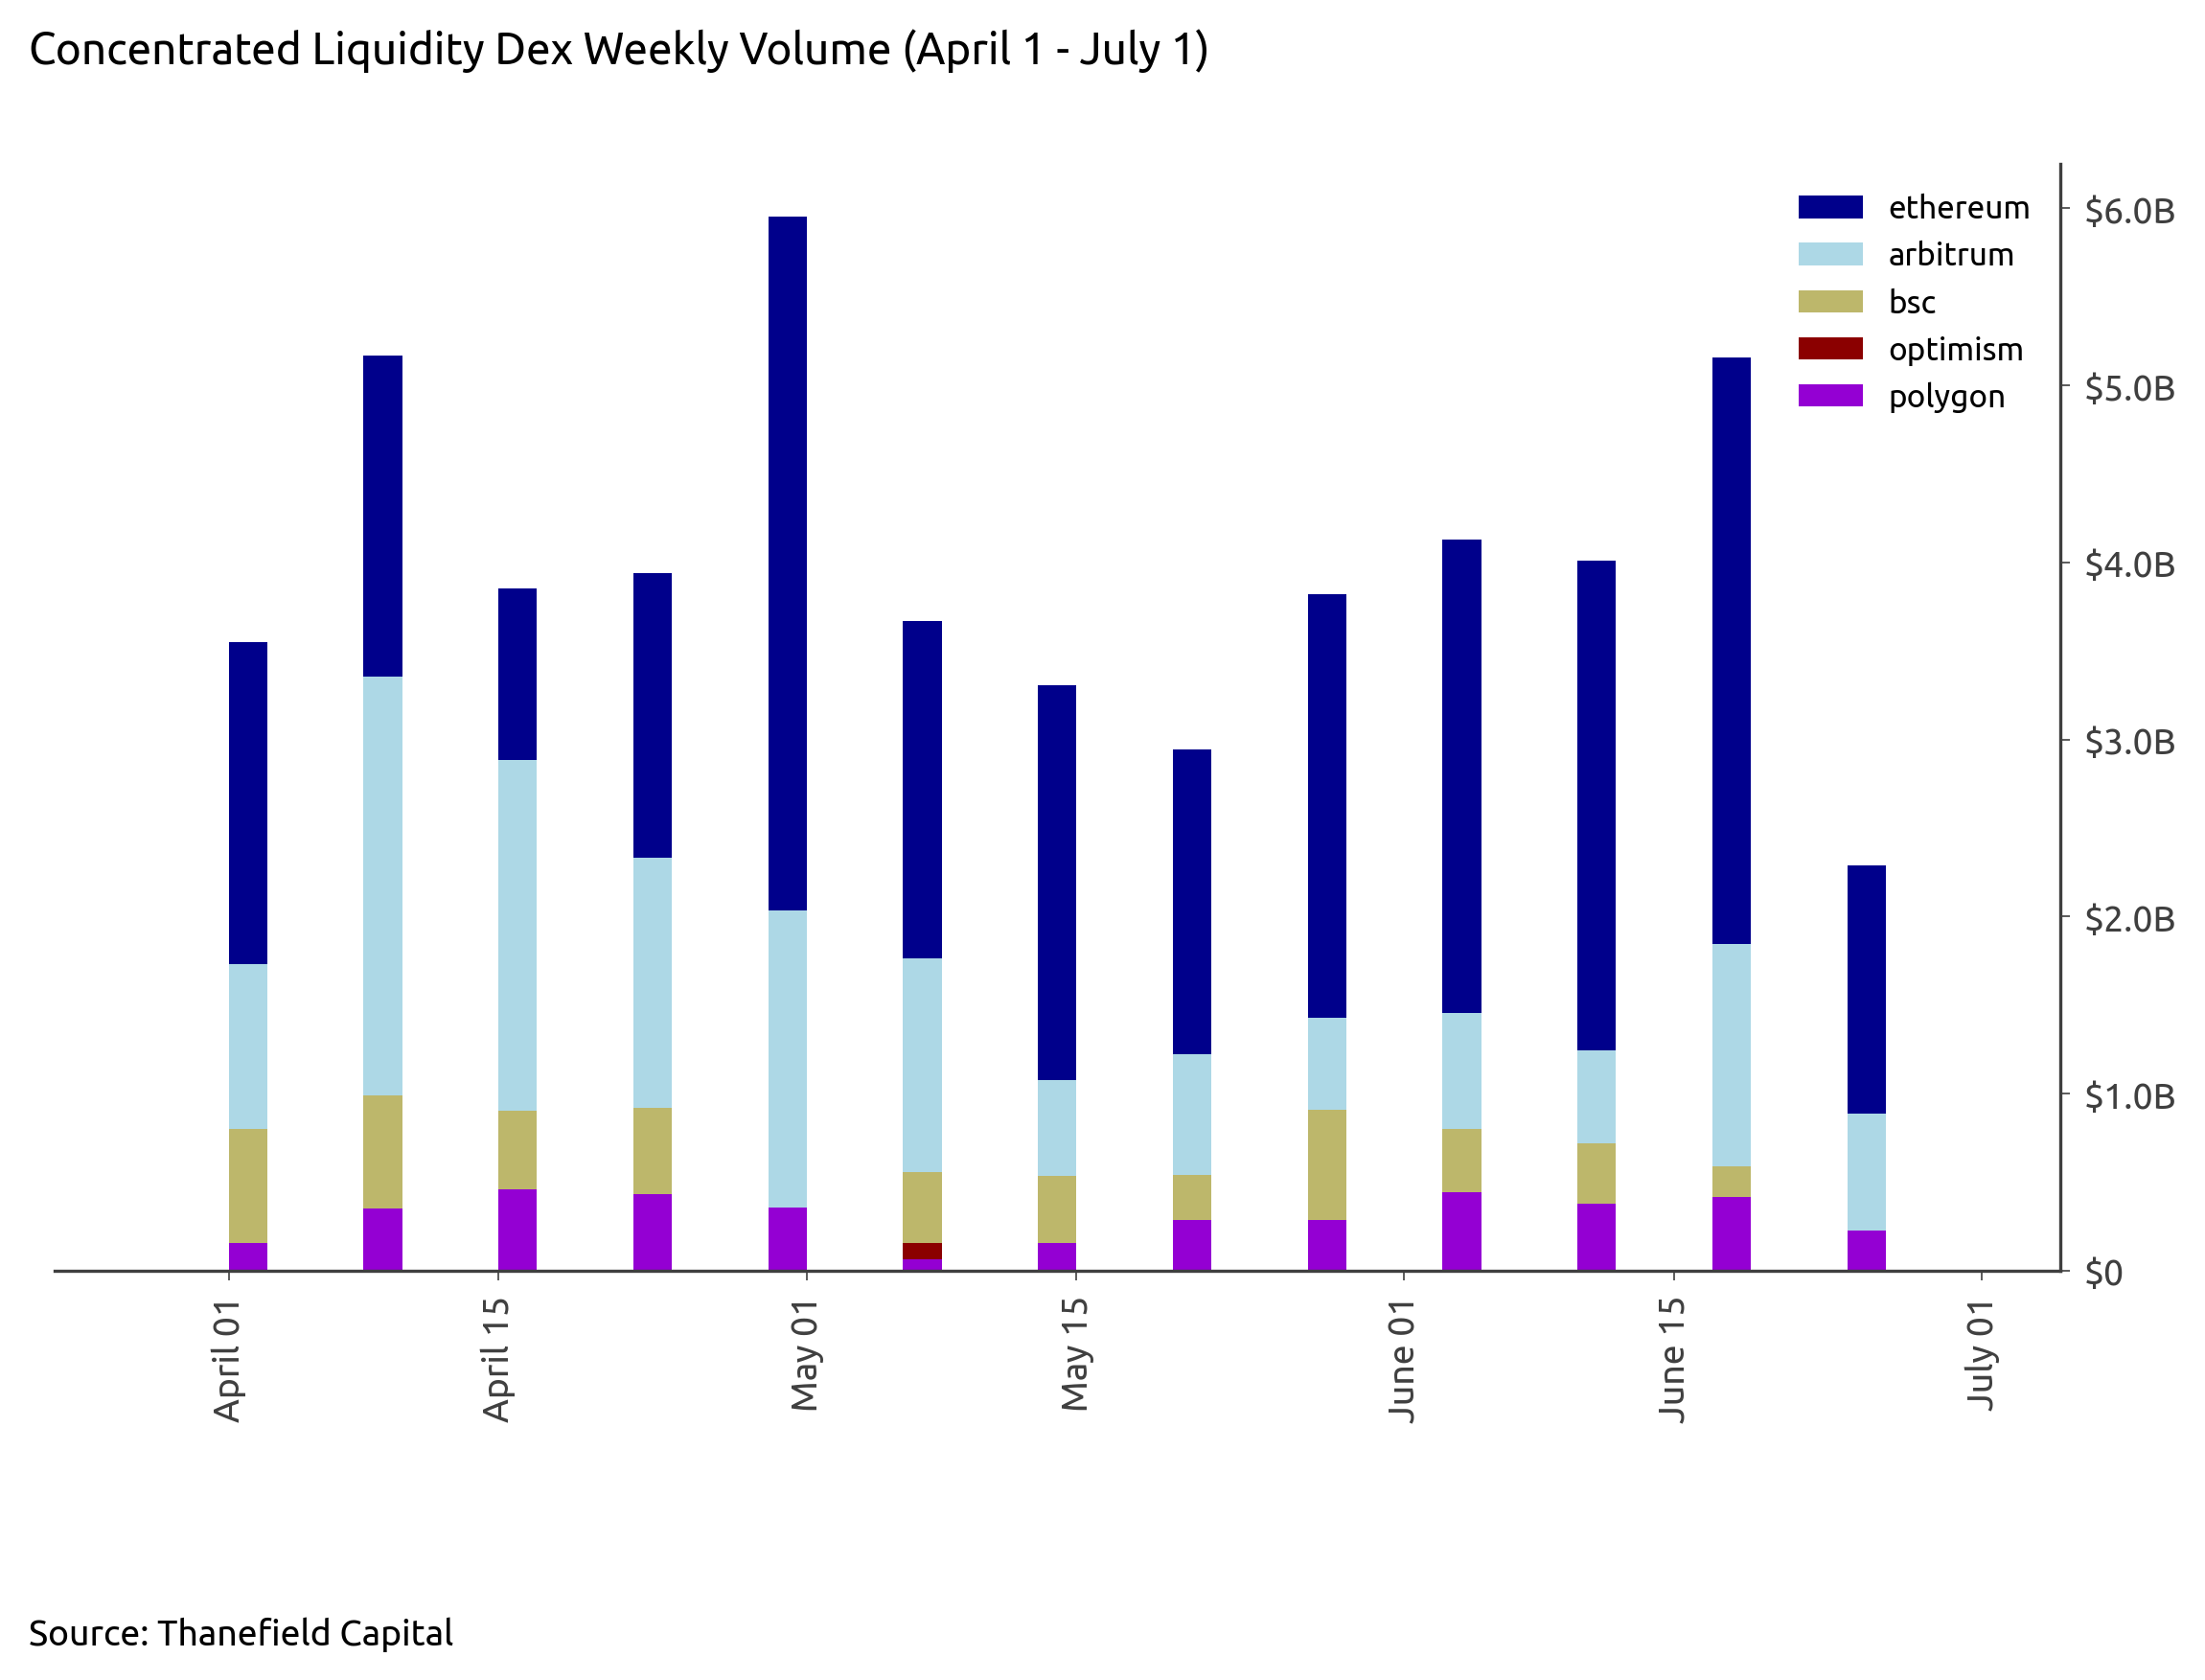 Concentrated Liquidity Dex Weekly Volume (April 1 - July 1)
ethereum
arbitrum
bsc
optimism
polygon
$6.0B
$5.0B
$4.0B
$3.0B
$2.0B
$1.0B
$0
April 01
April 15
May 01
May 15
June 01
June 15
July 01
Source: Thanefield Capital